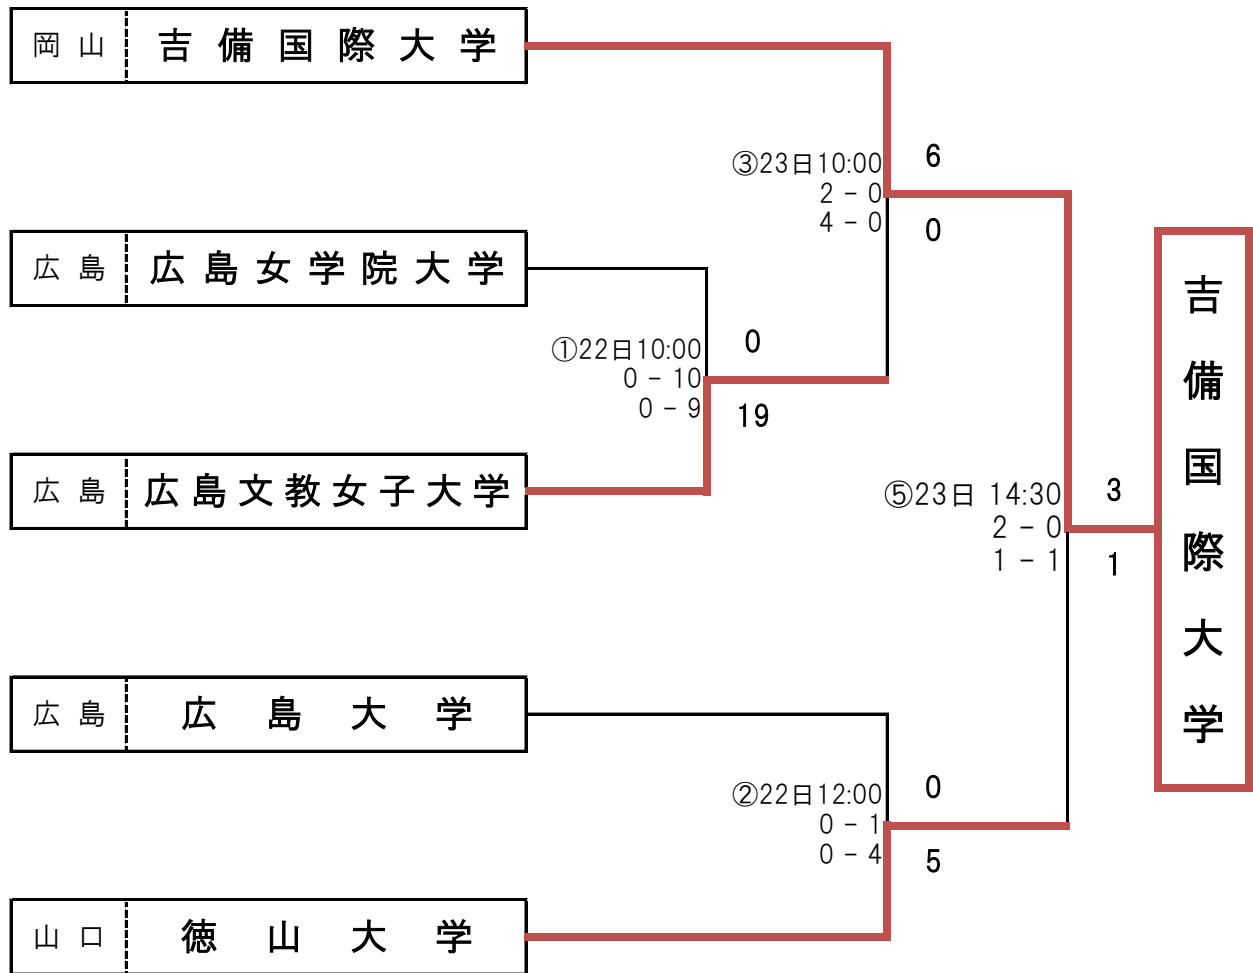 岡山 吉備国際大学
③23日10:00
2 - 0
4 - 0
6
0
広島 広島女学院大学
①22日10:00
0 - 10
0 - 9
0
19
広島 広島文教女子大学
⑤23日 14:30
2 - 0
1 - 1
3
1
吉備国際大学
広島 広島大学
②22日12:00
0 - 1
0 - 4
0
5
山口 徳山大学